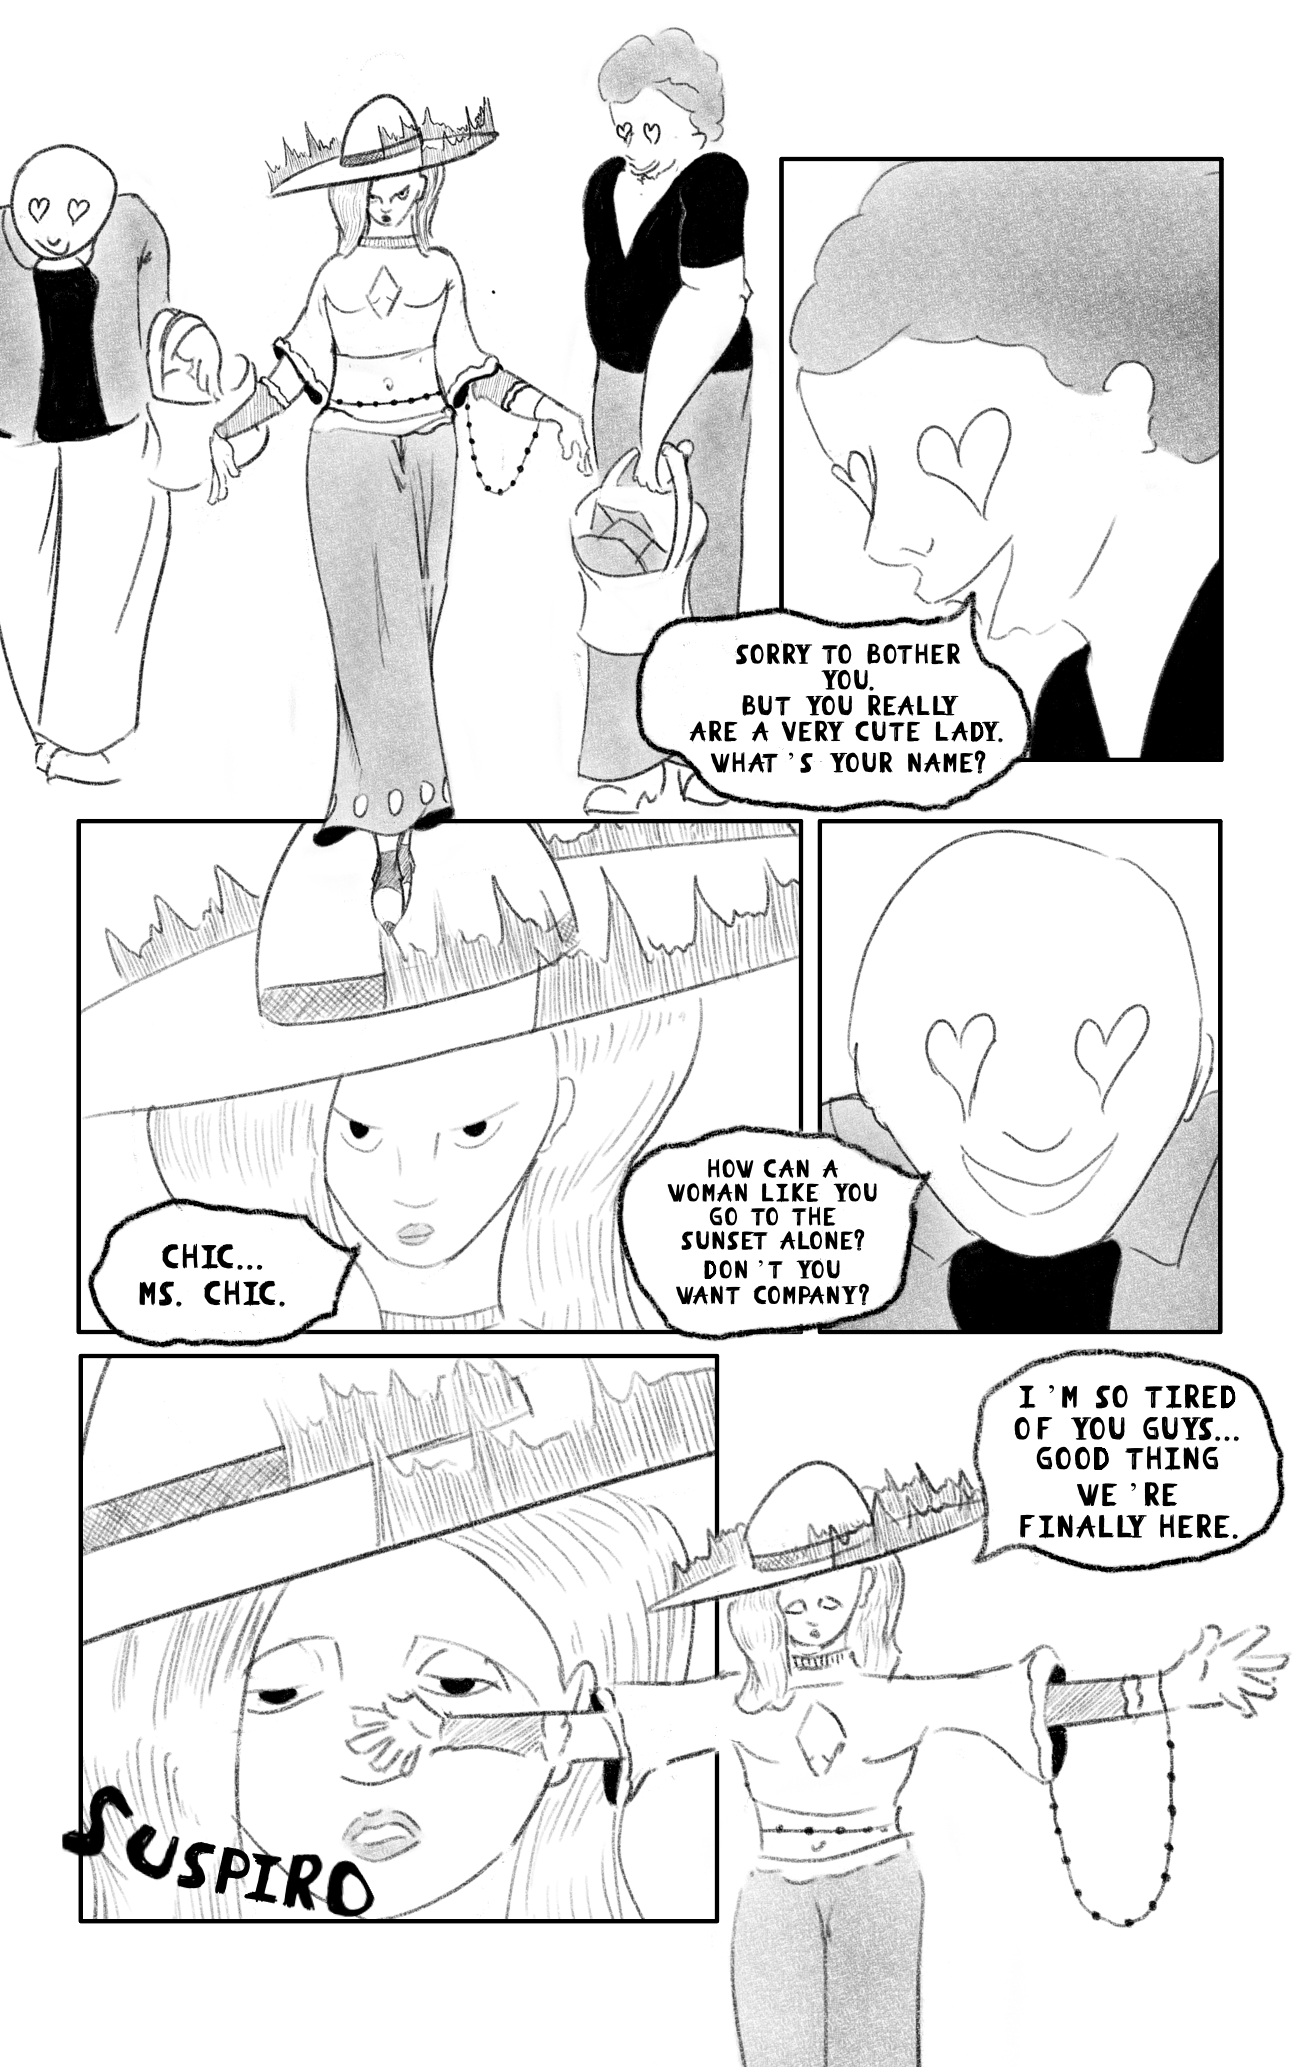 SORRY TO BOTHER
YOU.
BUT YOU REALLY
ARE A VERY CUTE LADY.
WHAT'S YOUR NAME?
CHIC...
MS. CHIC.
HOW CAN A
WOMAN LIKE YOU
GO TO THE
SUNSET ALONE?
DON'T YOU
WANT COMPANY?
SUSPIRO
I'M SO TIRED
OF YOU GUYS...
GOOD THING
WE'RE
FINALLY HERE.